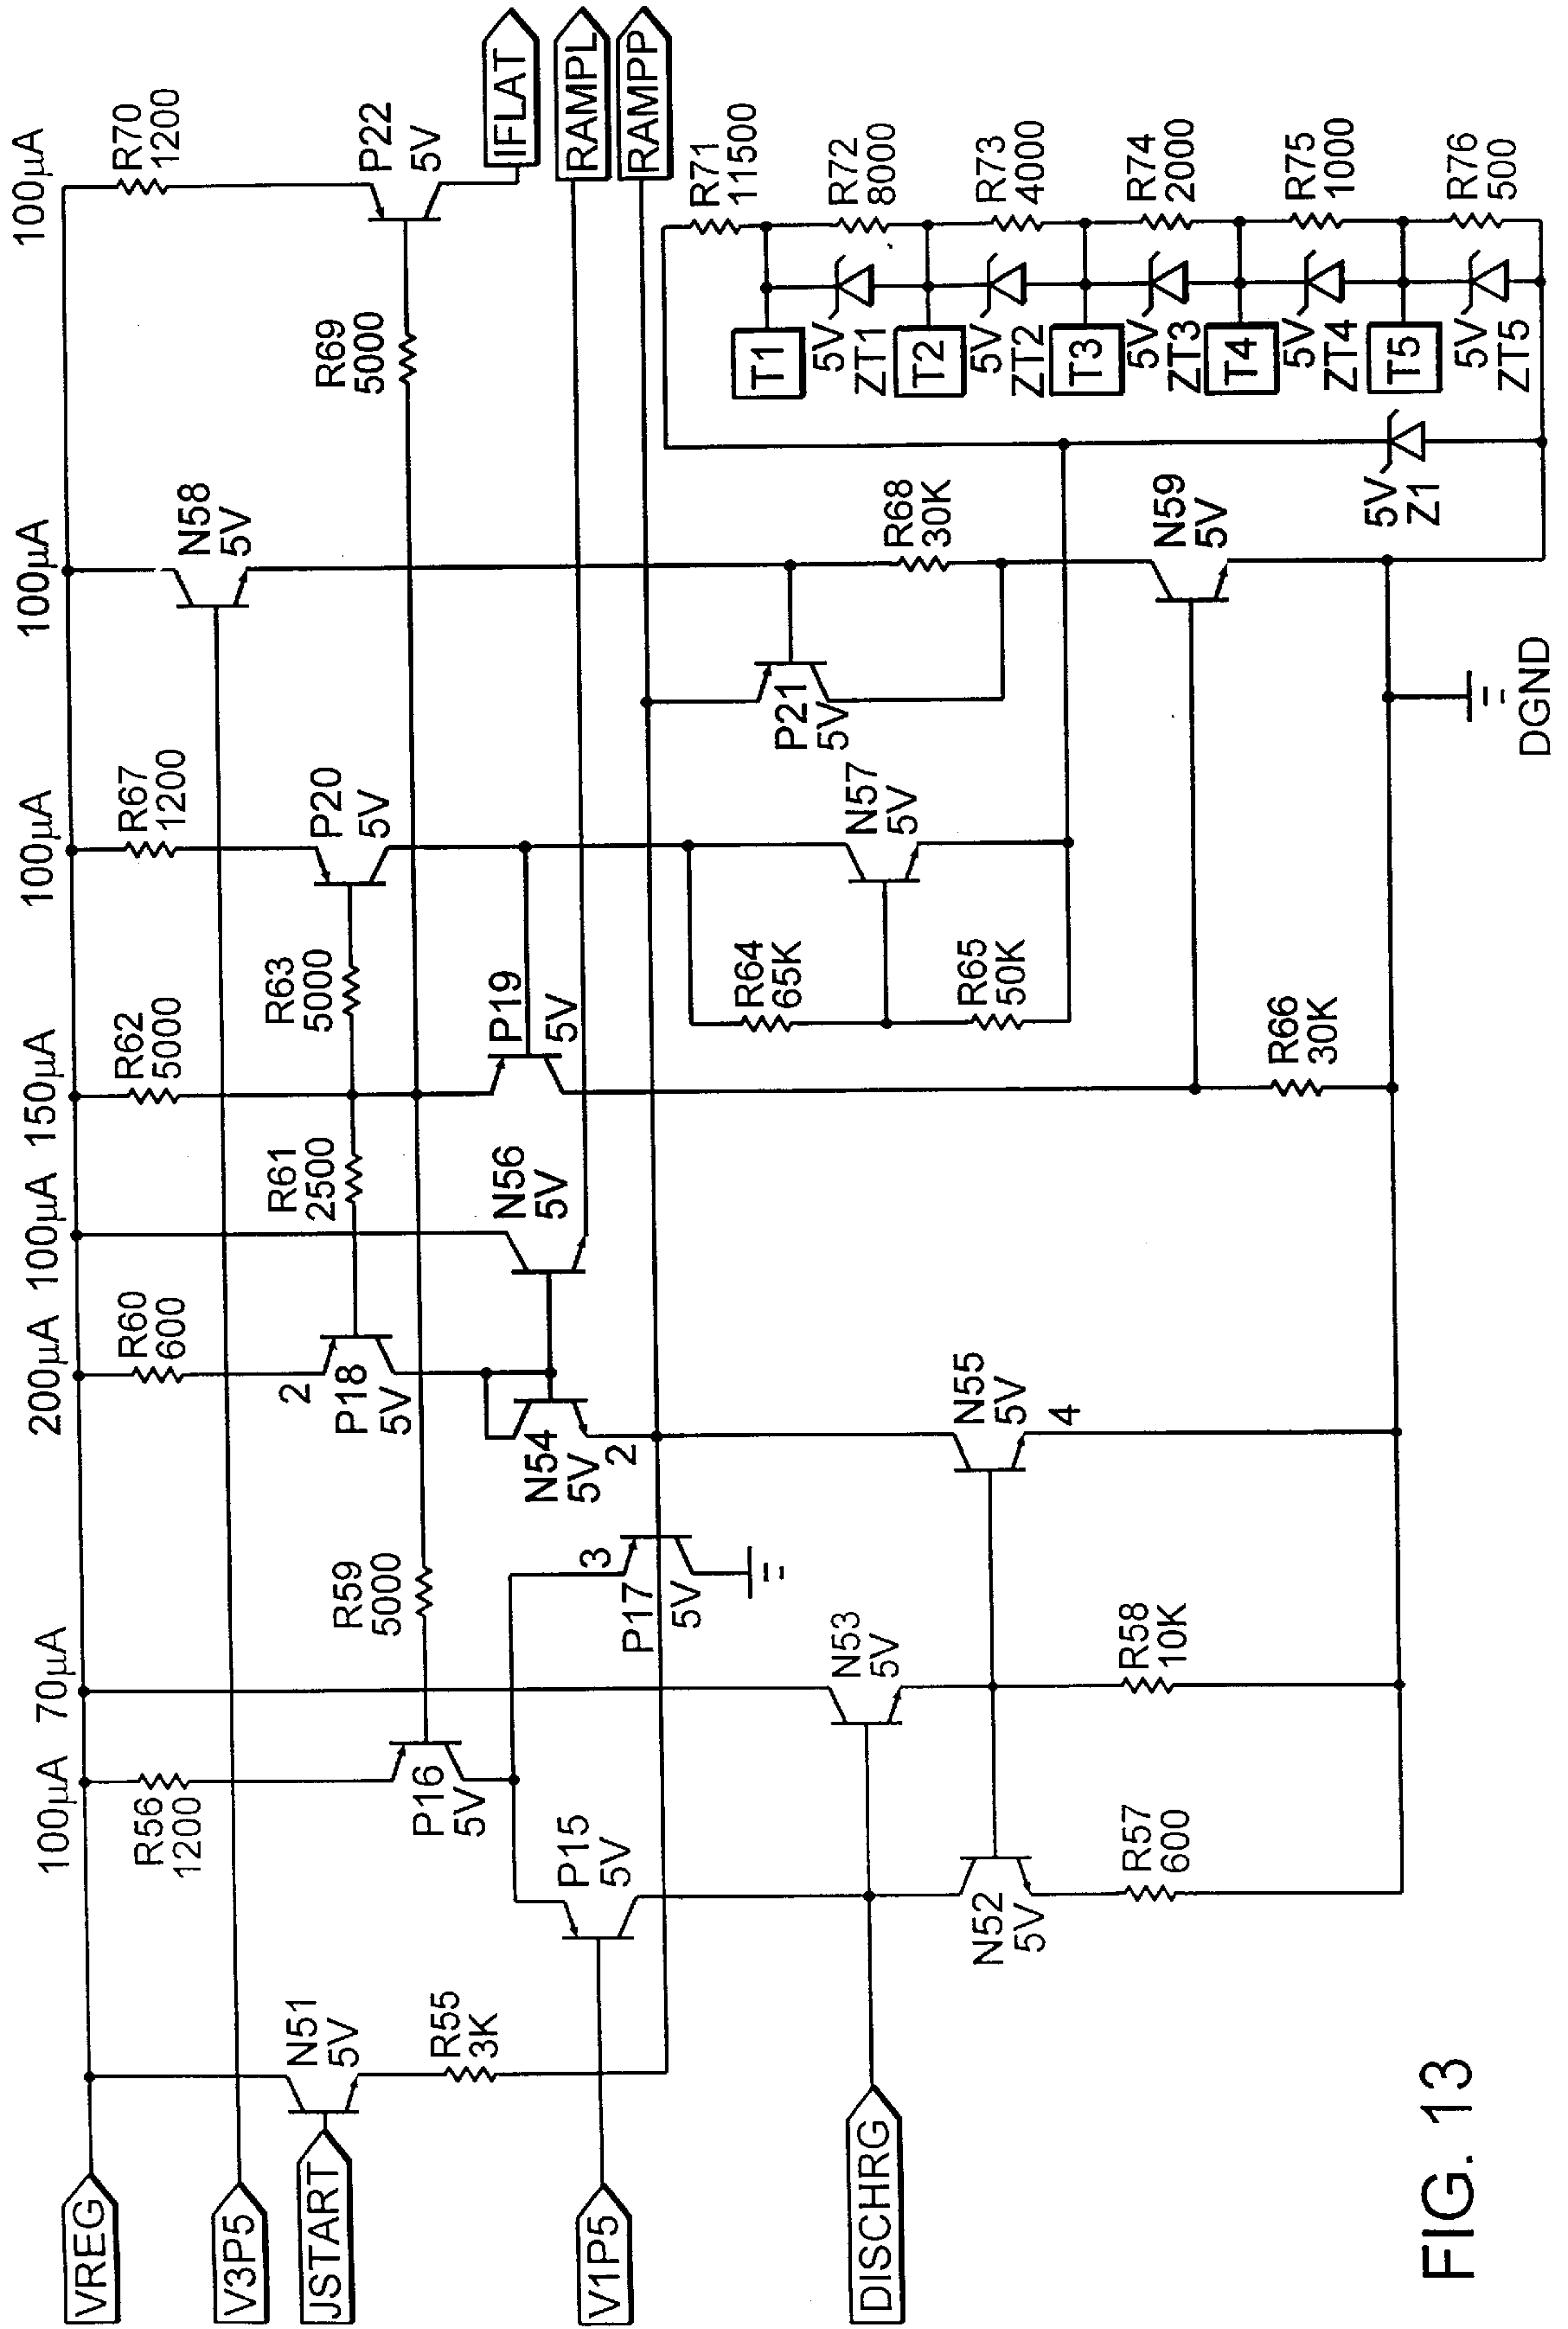 100µA 70µA 200µA 100µA 150µA 100µA 100µA 100µA
VREG
V3P5
JSTART
V1P5
DISCHRG
N51
5V
R55
3K
R56
1200
P16
5V
P15
5V
N52
5V
R57
600
N53
5V
R58
10K
R59
5000
3
P17
5V
R60
600
2
P18
5V
N54
5V
2
N55
5V
4
R61
2500
N56
5V
R62
5000
R63
5000
P19
5V
R66
30K
R67
1200
P20
5V
R64
65K
R65
50K
N57
5V
P21
5V
N58
5V
R68
30K
N59
5V
DGND
R69
5000
R70
1200
P22
5V
IFLAT
RAMPL
RAMPP
R71
11500
T1
5V
ZT1
R72
8000
T2
5V
ZT2
R73
4000
T3
5V
ZT3
R74
2000
T4
5V
ZT4
R75
1000
T5
5V
ZT5
R76
500
5V
Z1
FIG. 13